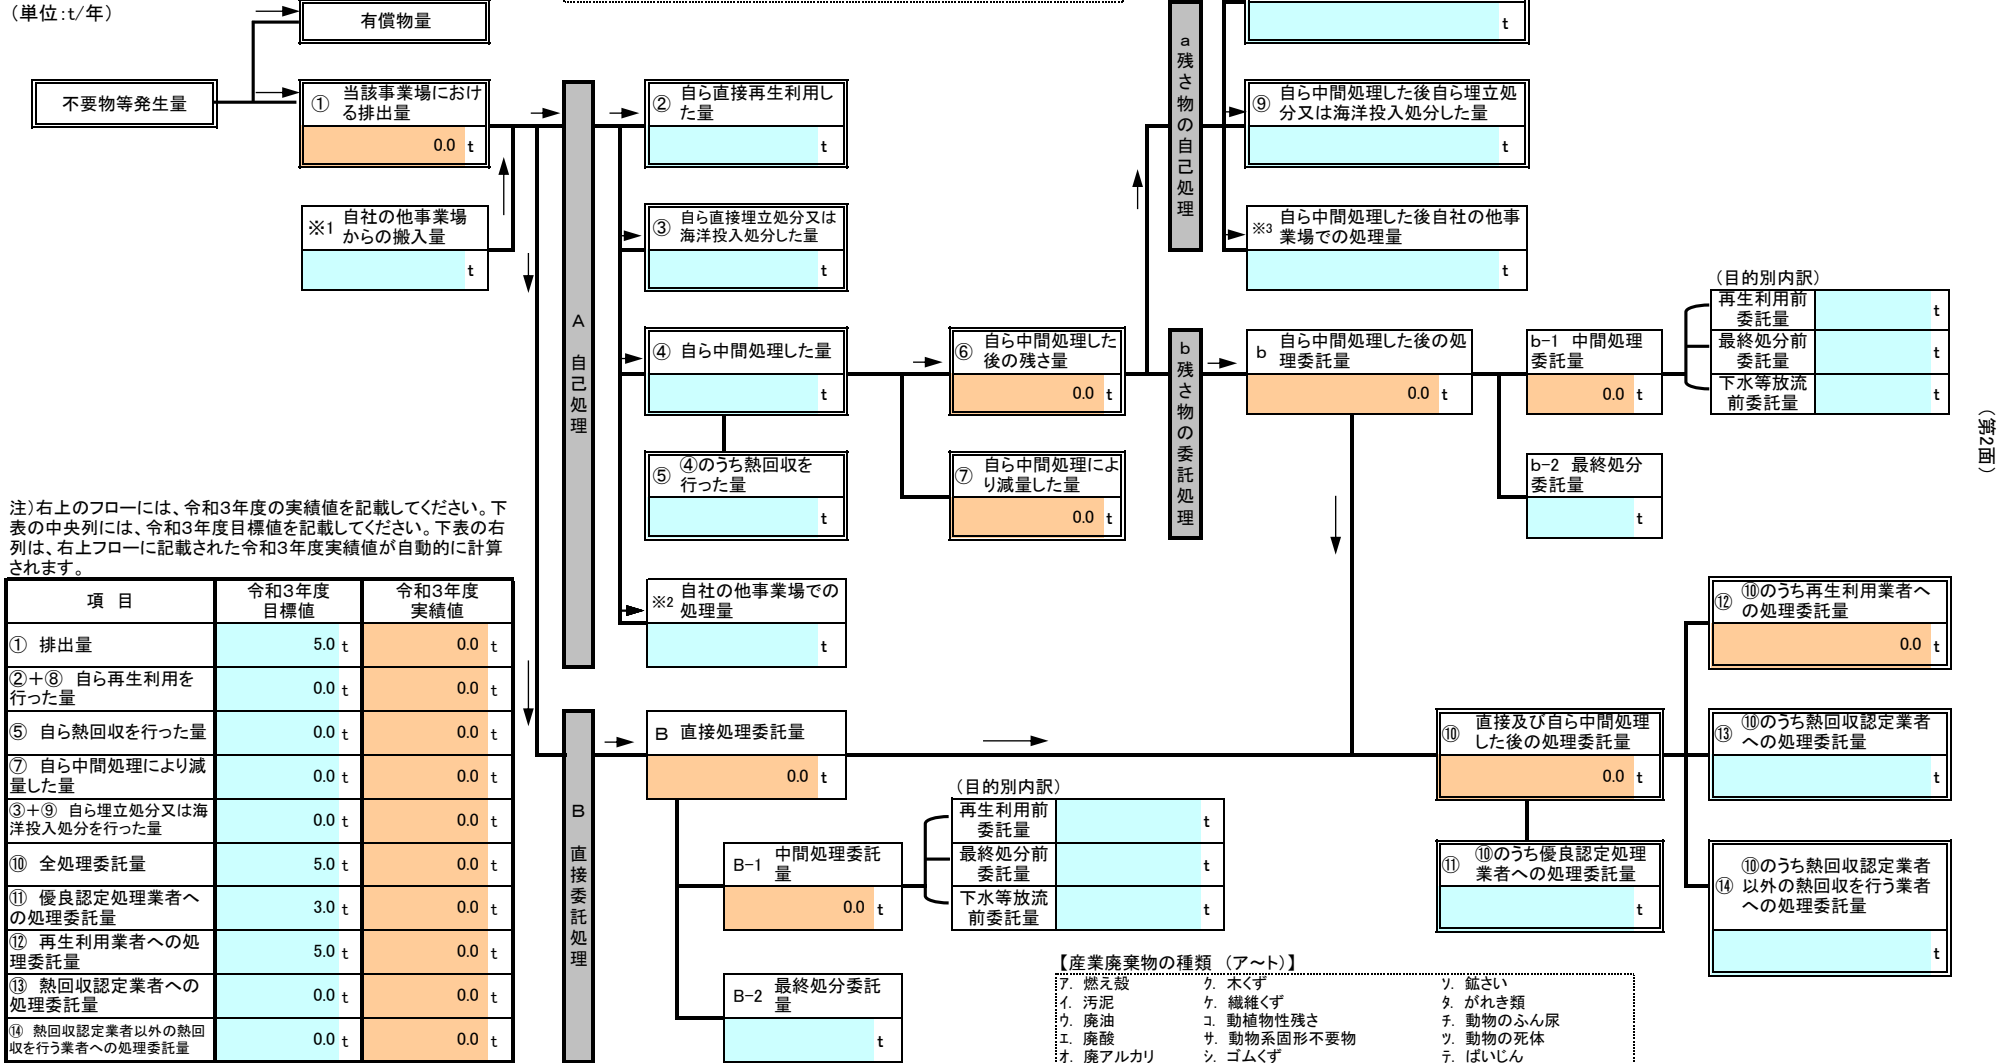 （単位：t/年）
有償物量
t
不要物等発生量
① 当該事業場におけ
る排出量
0.0 t
※1 自社の他事業場
からの搬入量
t
A 自己処理
② 自ら直接再生利用し
た量
t
③ 自ら直接埋立処分又は
海洋投入処分した量
t
④ 自ら中間処理した量
t
⑤ ④のうち熱回収を
行った量
t
※2 自社の他事業場での
処理量
t
⑥ 自ら中間処理した
後の残さ量
0.0 t
⑦ 自ら中間処理によ
り減量した量
0.0 t
a 残さ物の自己処理
⑨ 自ら中間処理した後自ら埋立処
分又は海洋投入処分した量
t
※3 自ら中間処理した後自社の他事
業場での処理量
t
b 残さ物の委託処理
b 自ら中間処理した後の処
理委託量
0.0 t
b-1 中間処理
委託量
0.0 t
b-2 最終処分
委託量
t
（目的別内訳）
再生利用前
委託量 t
最終処分前
委託量 t
下水等放流
前委託量 t
（第2面）
注）右上のフローには、令和３年度の実績値を記載してください。下
表の中央列には、令和３年度目標値を記載してください。下表の右
列は、右上フローに記載された令和３年度実績値が自動的に計算
されます。
項 目 令和３年度 令和３年度
目標値 実績値
① 排出量 5.0 t 0.0 t
②＋⑧ 自ら再生利用を
行った量 0.0 t 0.0 t
⑤ 自ら熱回収を行った量 0.0 t 0.0 t
⑦ 自ら中間処理により減
量した量 0.0 t 0.0 t
③＋⑨ 自ら埋立処分又は海
洋投入処分を行った量 0.0 t 0.0 t
⑩ 全処理委託量 5.0 t 0.0 t
⑪ 優良認定処理業者へ
の処理委託量 3.0 t 0.0 t
⑫ 再生利用業者への処
理委託量 5.0 t 0.0 t
⑬ 熱回収認定業者への
処理委託量 0.0 t 0.0 t
⑭ 熱回収認定業者以外の熱回
収を行う業者への処理委託量 0.0 t 0.0 t
B 直接委託処理
B 直接処理委託量
0.0 t
B-1 中間処理委託
量
0.0 t
B-2 最終処分委託
量
t
（目的別内訳）
再生利用前
委託量 t
最終処分前
委託量 t
下水等放流
前委託量 t
⑩ 直接及び自ら中間処理
した後の処理委託量
0.0 t
⑪ ⑩のうち優良認定処理
業者への処理委託量
t
⑫ ⑩のうち再生利用業者へ
の処理委託量
0.0 t
⑬ ⑩のうち熱回収認定業者
への処理委託量
t
⑭ ⑩のうち熱回収認定業者
以外の熱回収を行う業者
への処理委託量
t
【産業廃棄物の種類 （ア～ト）】
ア. 燃え殻 ク. 木くず ソ. 鉱さい
イ. 汚泥 ケ. 繊維くず タ. がれき類
ウ. 廃油 コ. 動植物性残さ チ. 動物のふん尿
エ. 廃酸 サ. 動物系固形不要物 ツ. 動物の死体
オ. 廃アルカリ シ. ゴムくず テ. ばいじん